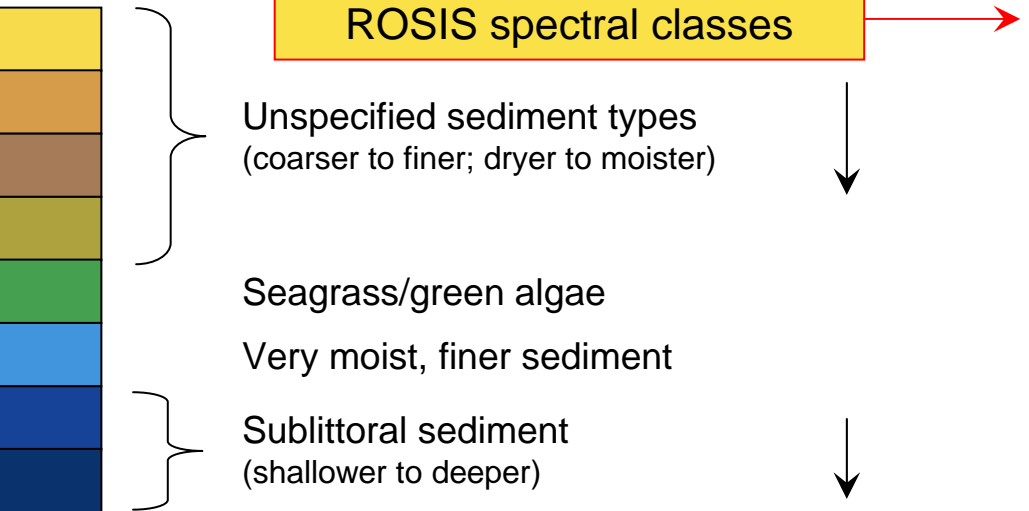 ROSIS spectral classes
Unspecified sediment types
(coarser to finer; dryer to moister)
Seagrass/green algae
Very moist, finer sediment
Sublittoral sediment
(shallower to deeper)